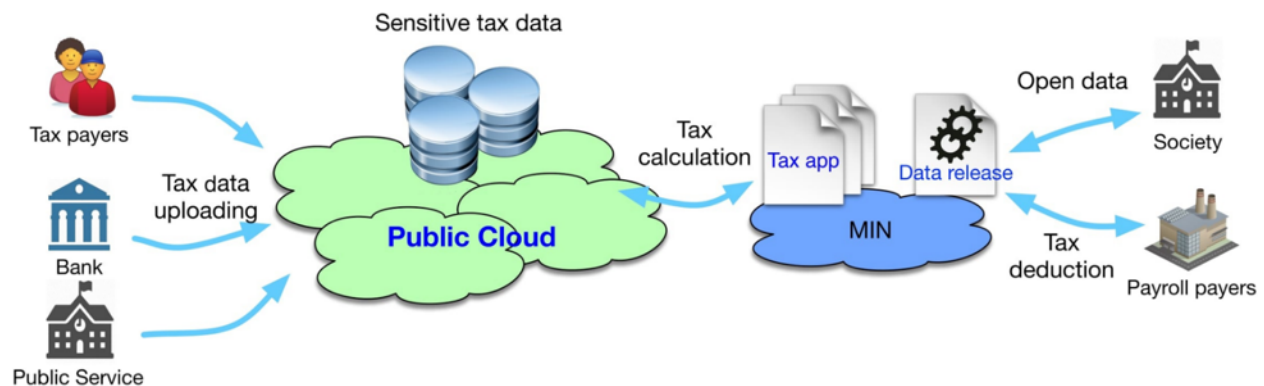 Sensitive tax data
Tax payers
Tax data
uploading
Bank
Public Service
Public Cloud
Tax
calculation
Tax app
Data release
MIN
Open data
Society
Tax
deduction
Payroll payers